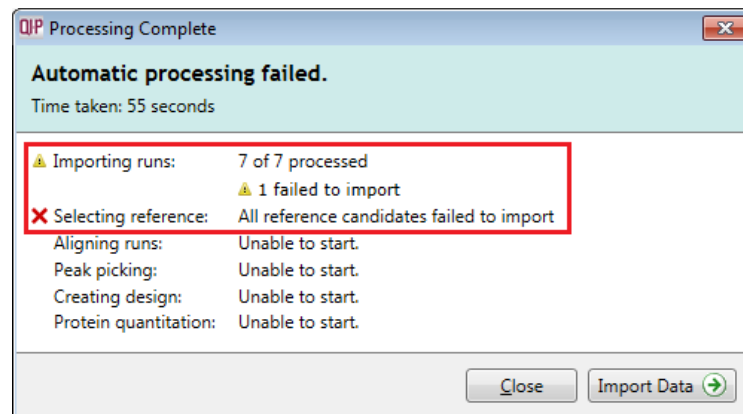 QIP Processing Complete
Automatic processing failed.
Time taken: 55 seconds
Importing runs: 7 of 7 processed
1 failed to import
Selecting reference: All reference candidates failed to import
Aligning runs: Unable to start.
Peak picking: Unable to start.
Creating design: Unable to start.
Protein quantitation: Unable to start.
Close Import Data